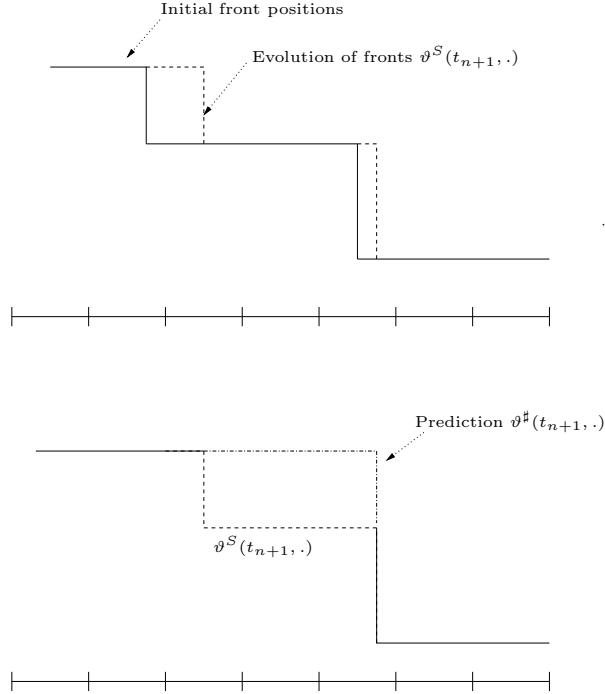 Initial front positions
Evolution of fronts ϑ^S(t_{n+1}, .)
,
Prediction ϑ^♯(t_{n+1}, .)
ϑ^S(t_{n+1}, .)